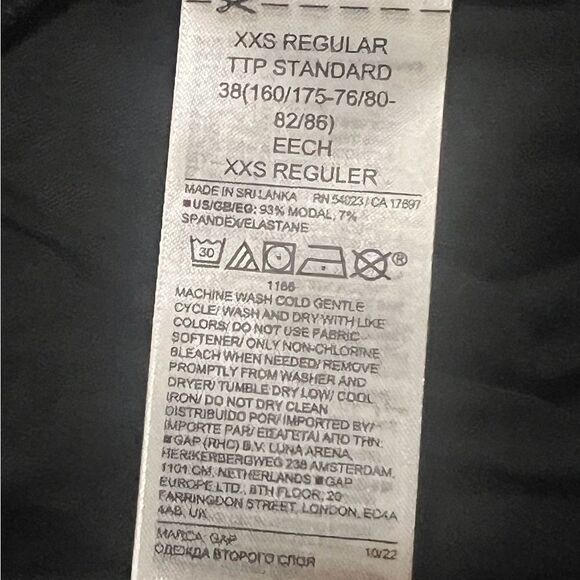 XXS REGULAR
TTP STANDARD
38(160/175-76/80-
82/86)
EECH
XXS REGULER
MADE IN SRI LANKA RN 54023 / CA 17897
■ US/GB/EG: 93% MODAL, 7%
SPANDEX/ELASTANE
30
®
1166
MACHINE WASH COLD GENTLE
CYCLE/ WASH AND DRY WITH LIKE
COLORS/ DO NOT USE FABRIC
SOFTENER/ ONLY NON-CHLORINE
BLEACH WHEN NEEDED/ REMOVE
PROMPTLY FROM WASHER AND
DRYER/ TUMBLE DRY LOW/ COOL
IRON/ DO NOT DRY CLEAN
DISTRIBUIDO POR/ IMPORTED BY/
IMPORTE PAR/ ΕΙΣΑΓΕΤΑΙ ΑΠΟ ΤΗΝ:
■ GAP (RHC) B.V. LUNA ARENA,
HERIKERBERGWEG 238 AMSTERDAM,
1101 CM, NETHERLANDS ■ GAP
EUROPE LTD., 8TH FLOOR, 20
FARRINGDON STREET, LONDON, EC4A
4AB, UK
MARCA: GAP 10/22
ОДЕЖДА ВТОРОГО СЛОЯ